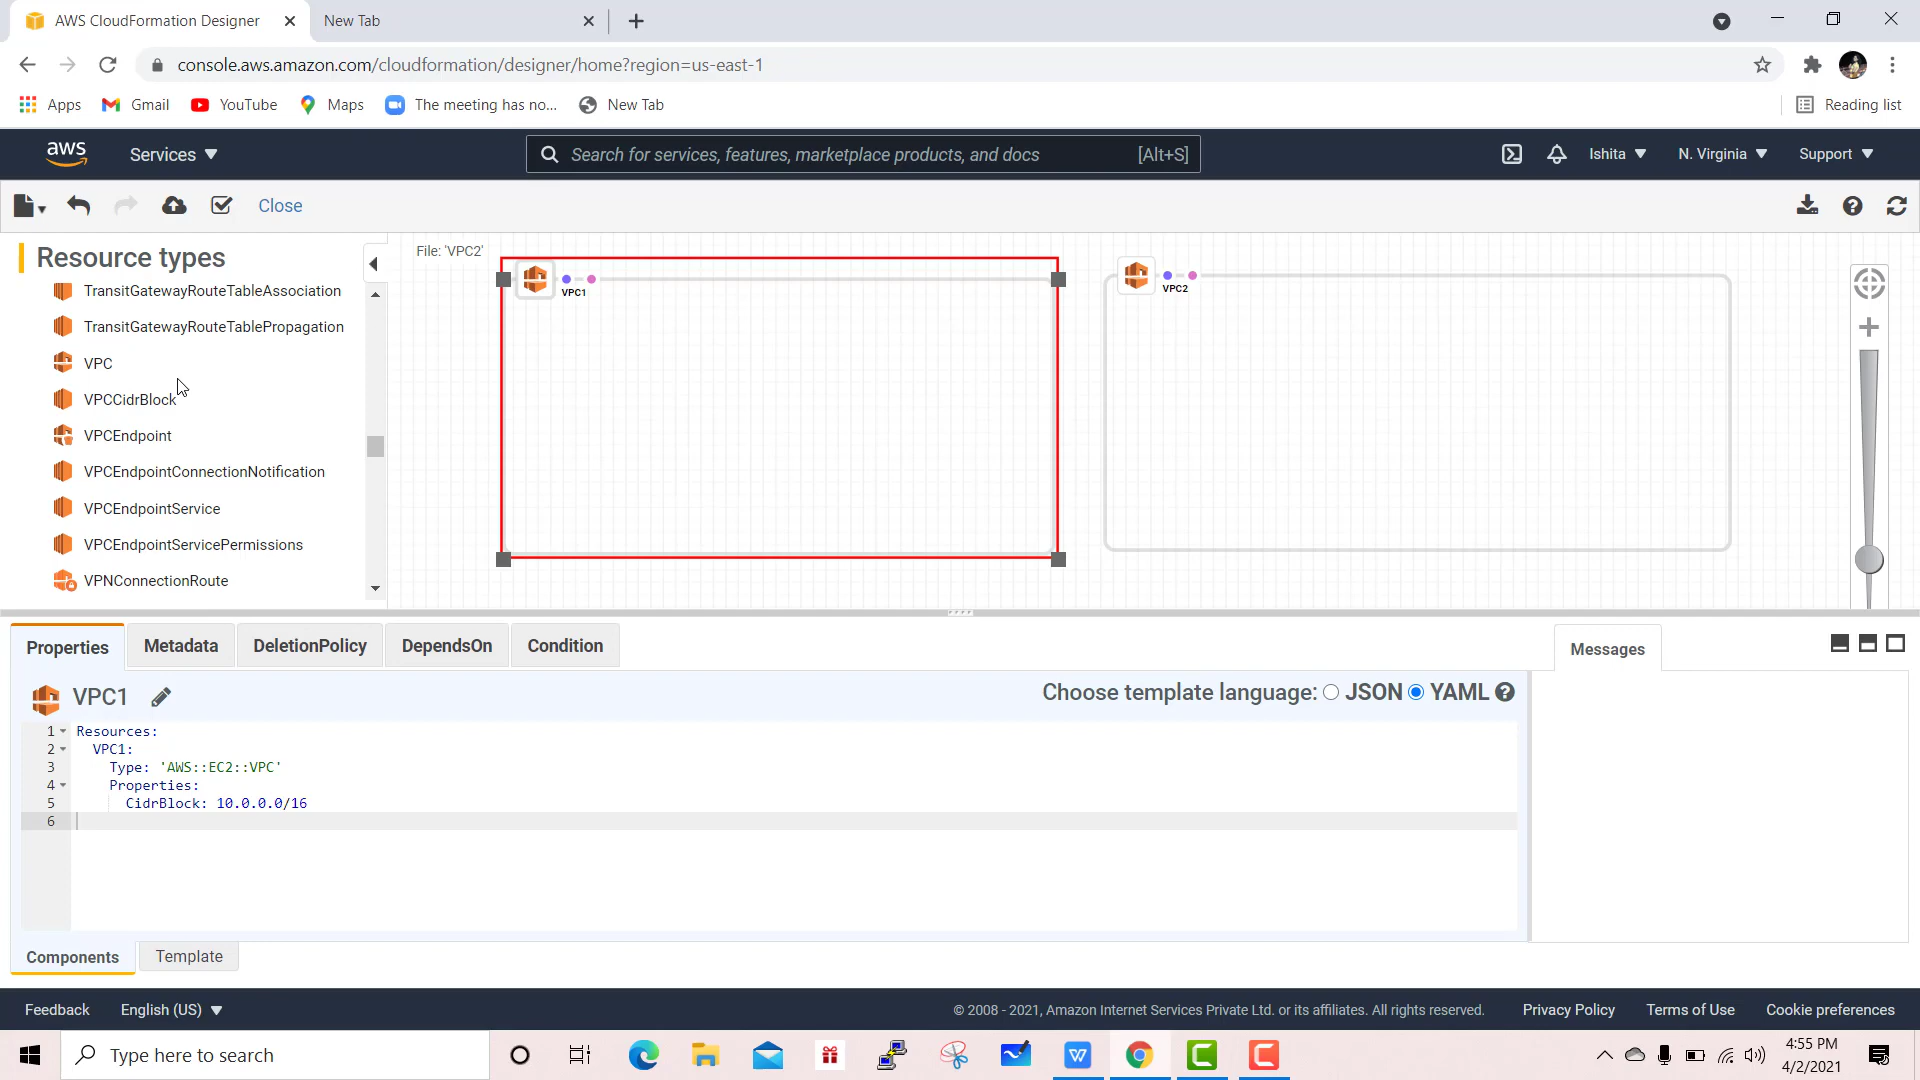 AWS CloudFormation Designer
New Tab
console.aws.amazon.com/cloudformation/designer/home?region=us-east-1
Apps
Gmail
YouTube
Maps
The meeting has no...
New Tab
Reading list
aws
Services
Search for services, features, marketplace products, and docs
[Alt+S]
Ishita
N. Virginia
Support
Close
Resource types
TransitGatewayRouteTableAssociation
TransitGatewayRouteTablePropagation
VPC
VPCCidrBlock
VPCEndpoint
VPCEndpointConnectionNotification
VPCEndpointService
VPCEndpointServicePermissions
VPNConnectionRoute
File: 'VPC2'
VPC1
VPC2
Properties
Metadata
DeletionPolicy
DependsOn
Condition
Messages
VPC1
Choose template language: JSON YAML
1 Resources:
2 VPC1:
3 Type: 'AWS::EC2::VPC'
4 Properties:
5 CidrBlock: 10.0.0.0/16
6
Components
Template
Feedback
English (US)
© 2008 - 2021, Amazon Internet Services Private Ltd. or its affiliates. All rights reserved.
Privacy Policy
Terms of Use
Cookie preferences
Type here to search
4:55 PM
4/2/2021